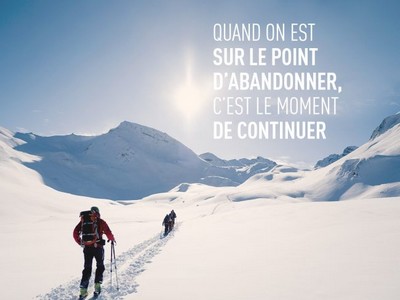 QUAND ON EST
SUR LE POINT
D'ABANDONNER,
C'EST LE MOMENT
DE CONTINUER